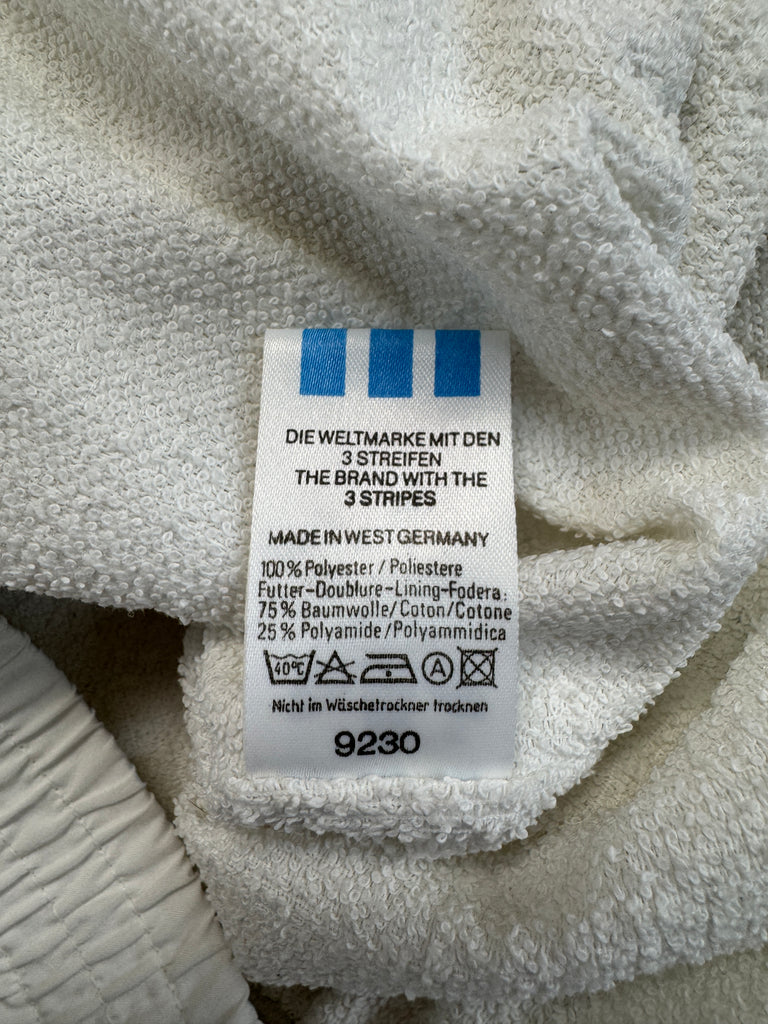 DIE WELTMARKE MIT DEN
3 STREIFEN
THE BRAND WITH THE
3 STRIPES
MADE IN WEST GERMANY
100% Polyester / Poliestere
Futter-Doublure-Lining-Fodera:
75% Baumwolle/Coton/Cotone
25% Polyamide/Polyammidica
40°C A
Nicht im Wäschetrockner trocknen
9230